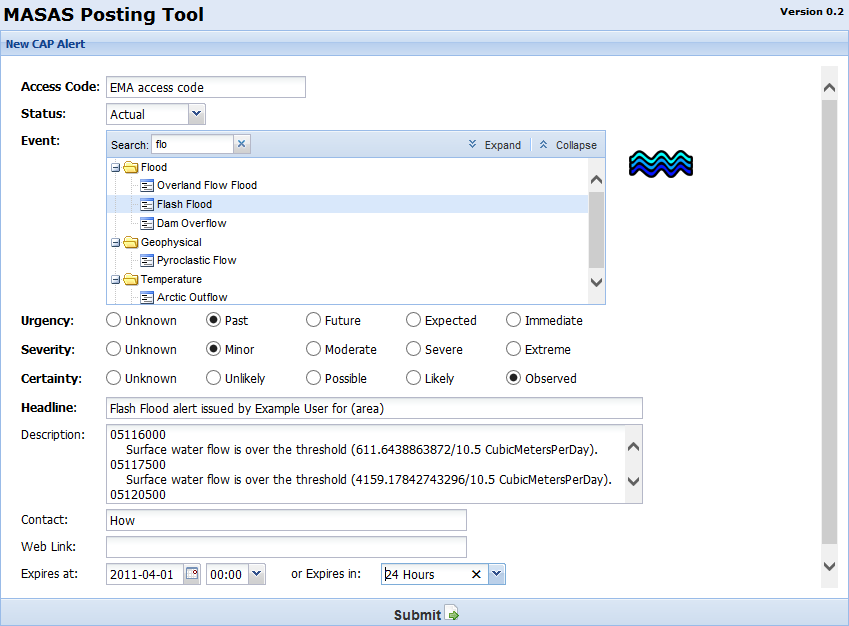 MASAS Posting Tool
Version 0.2
New CAP Alert
Access Code: EMA access code
Status: Actual
Event: Search: flo Expand Collapse
Flood
Overland Flow Flood
Flash Flood
Dam Overflow
Geophysical
Pyroclastic Flow
Temperature
Arctic Outflow
Urgency: Unknown Past Future Expected Immediate
Severity: Unknown Minor Moderate Severe Extreme
Certainty: Unknown Unlikely Possible Likely Observed
Headline: Flash Flood alert issued by Example User for (area)
Description: 05116000
Surface water flow is over the threshold (611.6438863872/10.5 CubicMetersPerDay).
05117500
Surface water flow is over the threshold (4159.17842743296/10.5 CubicMetersPerDay).
05120500
Contact: How
Web Link:
Expires at: 2011-04-01 00:00 or Expires in: 24 Hours
Submit